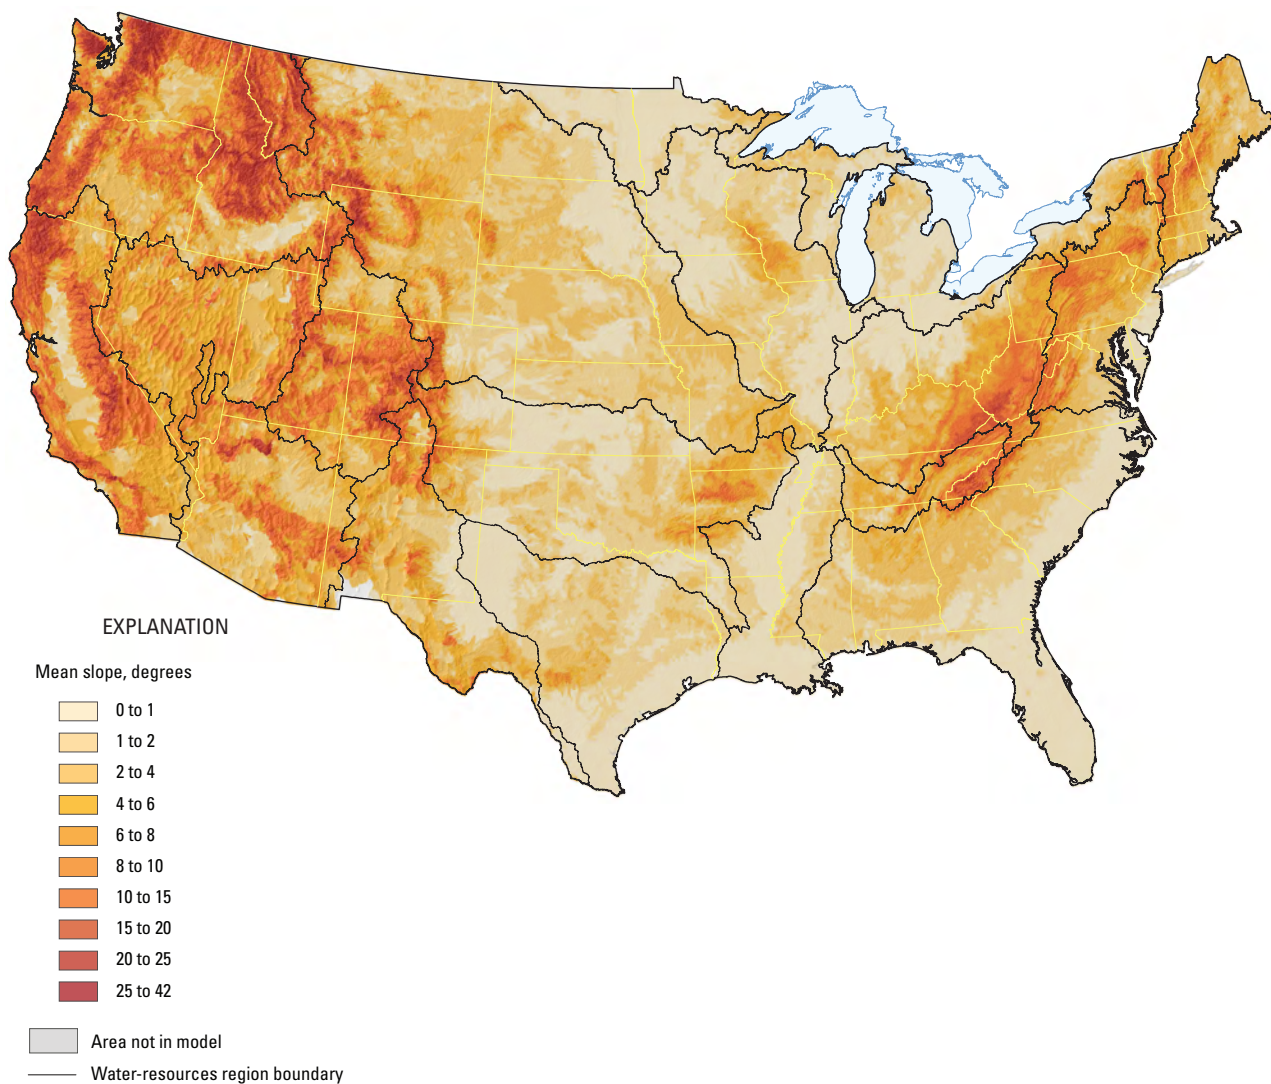 EXPLANATION
Mean slope, degrees
0 to 1
1 to 2
2 to 4
4 to 6
6 to 8
8 to 10
10 to 15
15 to 20
20 to 25
25 to 42
Area not in model
Water-resources region boundary